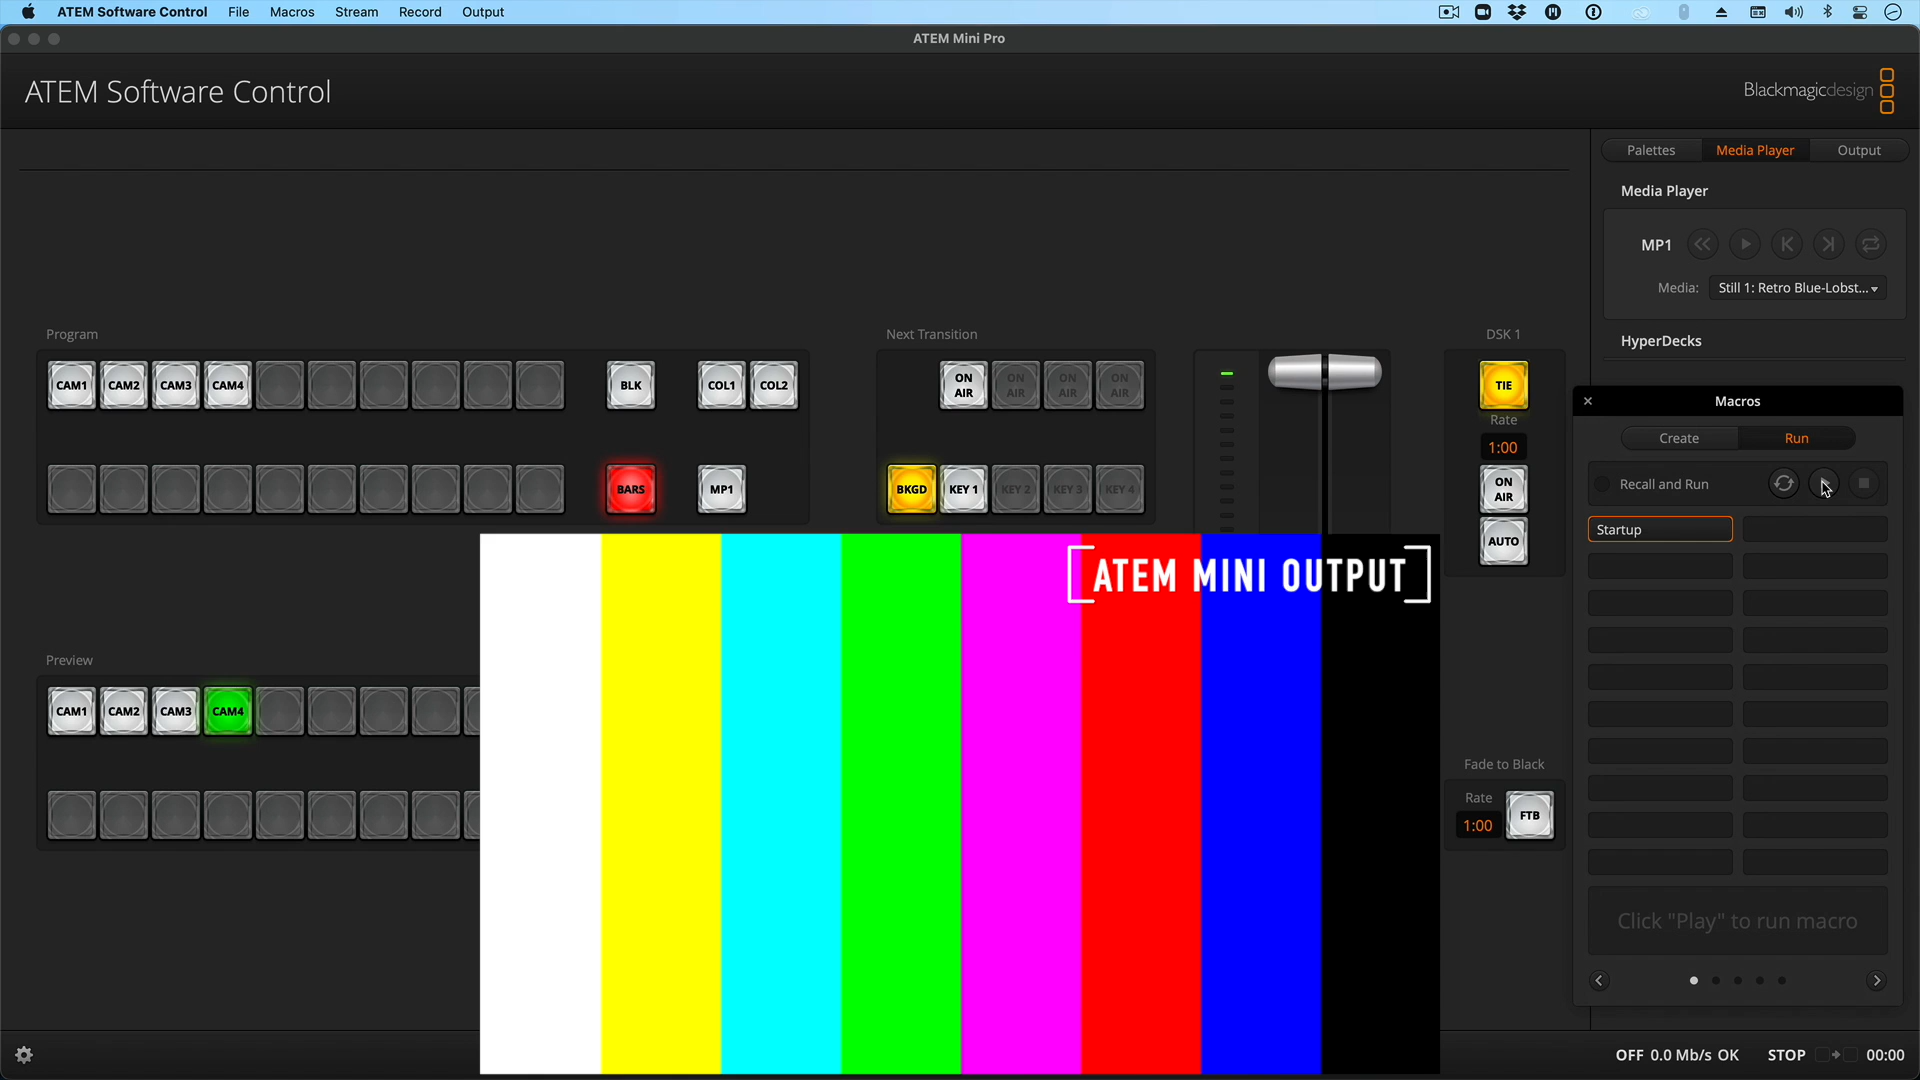 ATEM Software Control File Macros Stream Record Output
ATEM Mini Pro
ATEM Software Control
Blackmagicdesign
Palettes Media Player Output
Media Player
MP1
Media: Still 1: Retro Blue-Lobst...
HyperDecks
Program
CAM1 CAM2 CAM3 CAM4 BLK COL1 COL2
BARS MP1
Next Transition
ON AIR ON AIR ON AIR ON AIR
BKGD KEY 1 KEY 2 KEY 3 KEY 4
DSK 1
TIE
Rate
1:00
ON AIR
AUTO
Macros
Create Run
Recall and Run
Startup
Click "Play" to run macro
[ATEM MINI OUTPUT]
Preview
CAM1 CAM2 CAM3 CAM4
Fade to Black
Rate
1:00
FTB
OFF 0.0 Mb/s OK STOP 00:00